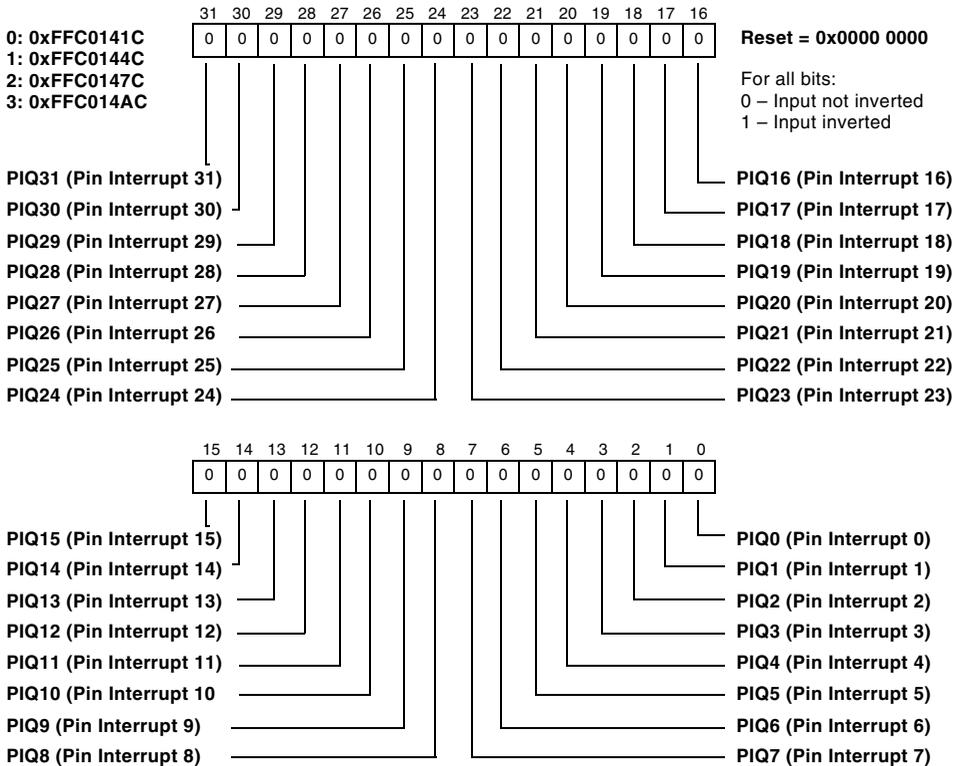 31 30 29 28 27 26 25 24 23 22 21 20 19 18 17 16
0: 0xFFC0141C
1: 0xFFC0144C
2: 0xFFC0147C
3: 0xFFC014AC
0 0 0 0 0 0 0 0 0 0 0 0 0 0 0 0
Reset = 0x0000 0000
For all bits:
0 – Input not inverted
1 – Input inverted
PIQ31 (Pin Interrupt 31)
PIQ30 (Pin Interrupt 30)
PIQ29 (Pin Interrupt 29)
PIQ28 (Pin Interrupt 28)
PIQ27 (Pin Interrupt 27)
PIQ26 (Pin Interrupt 26
PIQ25 (Pin Interrupt 25)
PIQ24 (Pin Interrupt 24)
PIQ16 (Pin Interrupt 16)
PIQ17 (Pin Interrupt 17)
PIQ18 (Pin Interrupt 18)
PIQ19 (Pin Interrupt 19)
PIQ20 (Pin Interrupt 20)
PIQ21 (Pin Interrupt 21)
PIQ22 (Pin Interrupt 22)
PIQ23 (Pin Interrupt 23)
15 14 13 12 11 10 9 8 7 6 5 4 3 2 1 0
0 0 0 0 0 0 0 0 0 0 0 0 0 0 0 0
PIQ15 (Pin Interrupt 15)
PIQ14 (Pin Interrupt 14)
PIQ13 (Pin Interrupt 13)
PIQ12 (Pin Interrupt 12)
PIQ11 (Pin Interrupt 11)
PIQ10 (Pin Interrupt 10
PIQ9 (Pin Interrupt 9)
PIQ8 (Pin Interrupt 8)
PIQ0 (Pin Interrupt 0)
PIQ1 (Pin Interrupt 1)
PIQ2 (Pin Interrupt 2)
PIQ3 (Pin Interrupt 3)
PIQ4 (Pin Interrupt 4)
PIQ5 (Pin Interrupt 5)
PIQ6 (Pin Interrupt 6)
PIQ7 (Pin Interrupt 7)